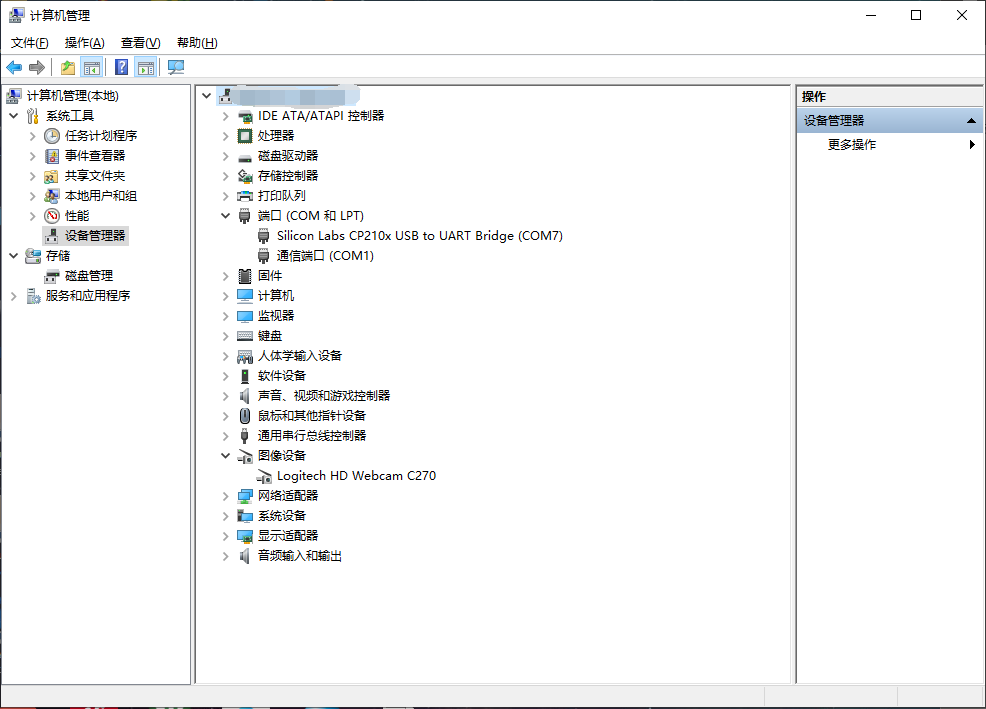 计算机管理
文件(F) 操作(A) 查看(V) 帮助(H)
计算机管理(本地)
系统工具
任务计划程序
事件查看器
共享文件夹
本地用户和组
性能
设备管理器
存储
磁盘管理
服务和应用程序
IDE ATA/ATAPI 控制器
处理器
磁盘驱动器
存储控制器
打印队列
端口 (COM 和 LPT)
Silicon Labs CP210x USB to UART Bridge (COM7)
通信端口 (COM1)
固件
计算机
监视器
键盘
人体学输入设备
软件设备
声音、视频和游戏控制器
鼠标和其他指针设备
通用串行总线控制器
图像设备
Logitech HD Webcam C270
网络适配器
系统设备
显示适配器
音频输入和输出
操作
设备管理器
更多操作